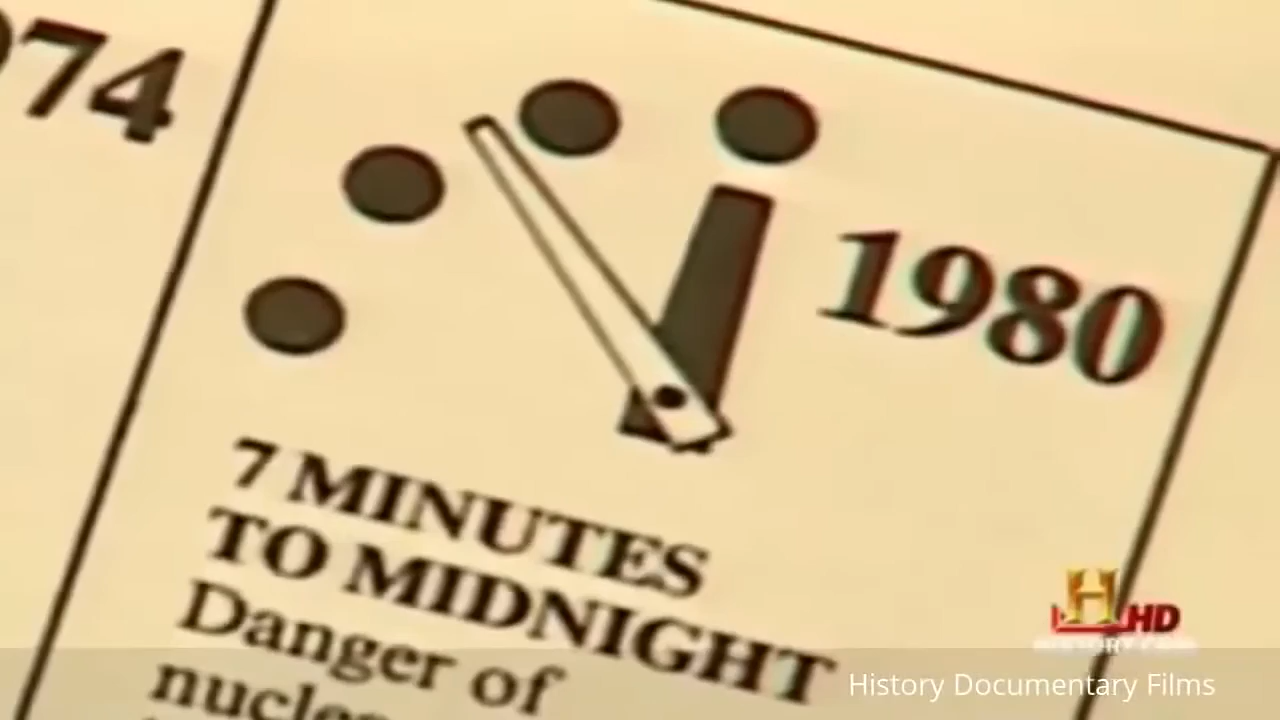 74
1980
7 MINUTES
TO MIDNIGHT
Danger of
H HD
History Documentary Films